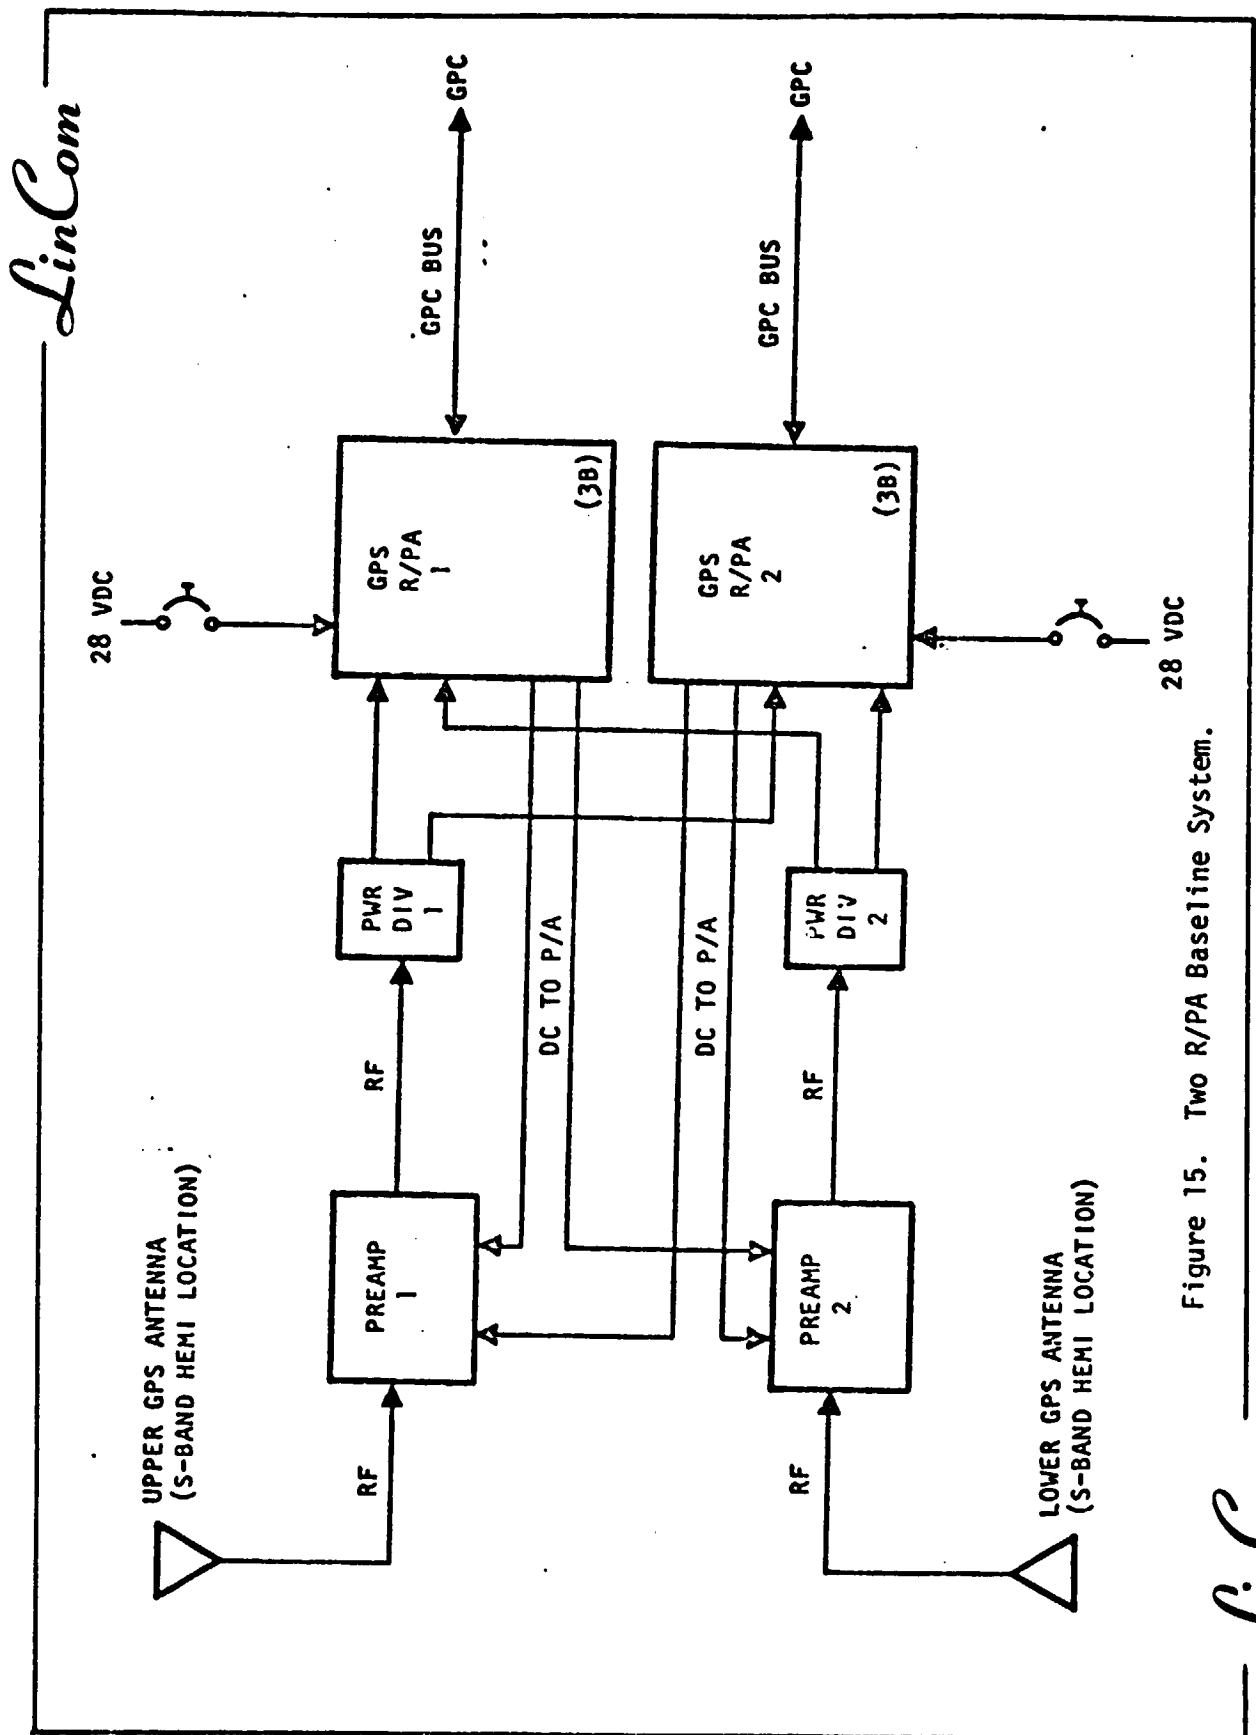 LinCom
UPPER GPS ANTENNA
(S-BAND HEMI LOCATION)
RF
PREAMP
1
RF
PWR
DIV
1
28 VDC
GPS
R/PA
1
(3B)
GPC BUS
GPC
DC TO P/A
DC TO P/A
LOWER GPS ANTENNA
(S-BAND HEMI LOCATION)
RF
PREAMP
2
RF
PWR
DIV
2
28 VDC
GPS
R/PA
2
(3B)
GPC BUS
GPC
Figure 15. Two R/PA Baseline System.